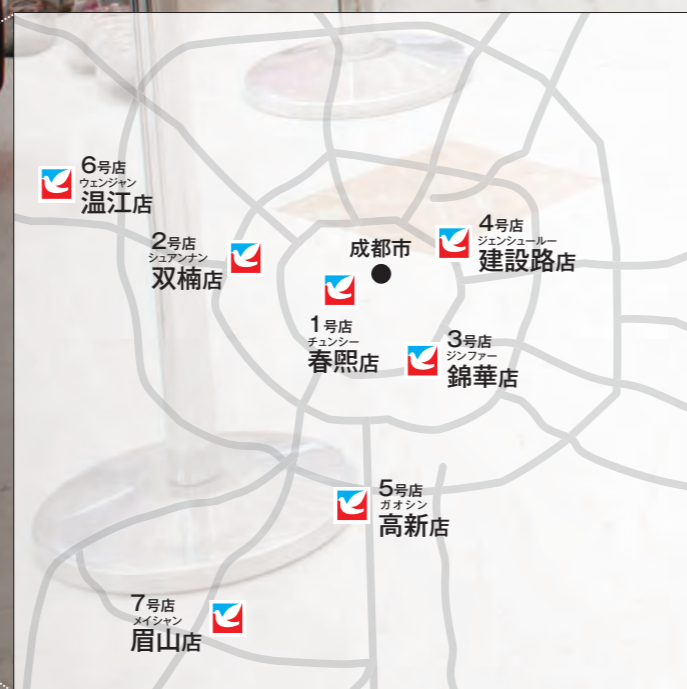 6号店
ウェンジャン
温江店
4号店
ジェンシュールー
建設路店
2号店
シュアンナン
双楠店
成都市
1号店
チュンシー
春熙店
3号店
ジンファー
錦華店
5号店
ガオシン
高新店
7号店
メイシャン
眉山店